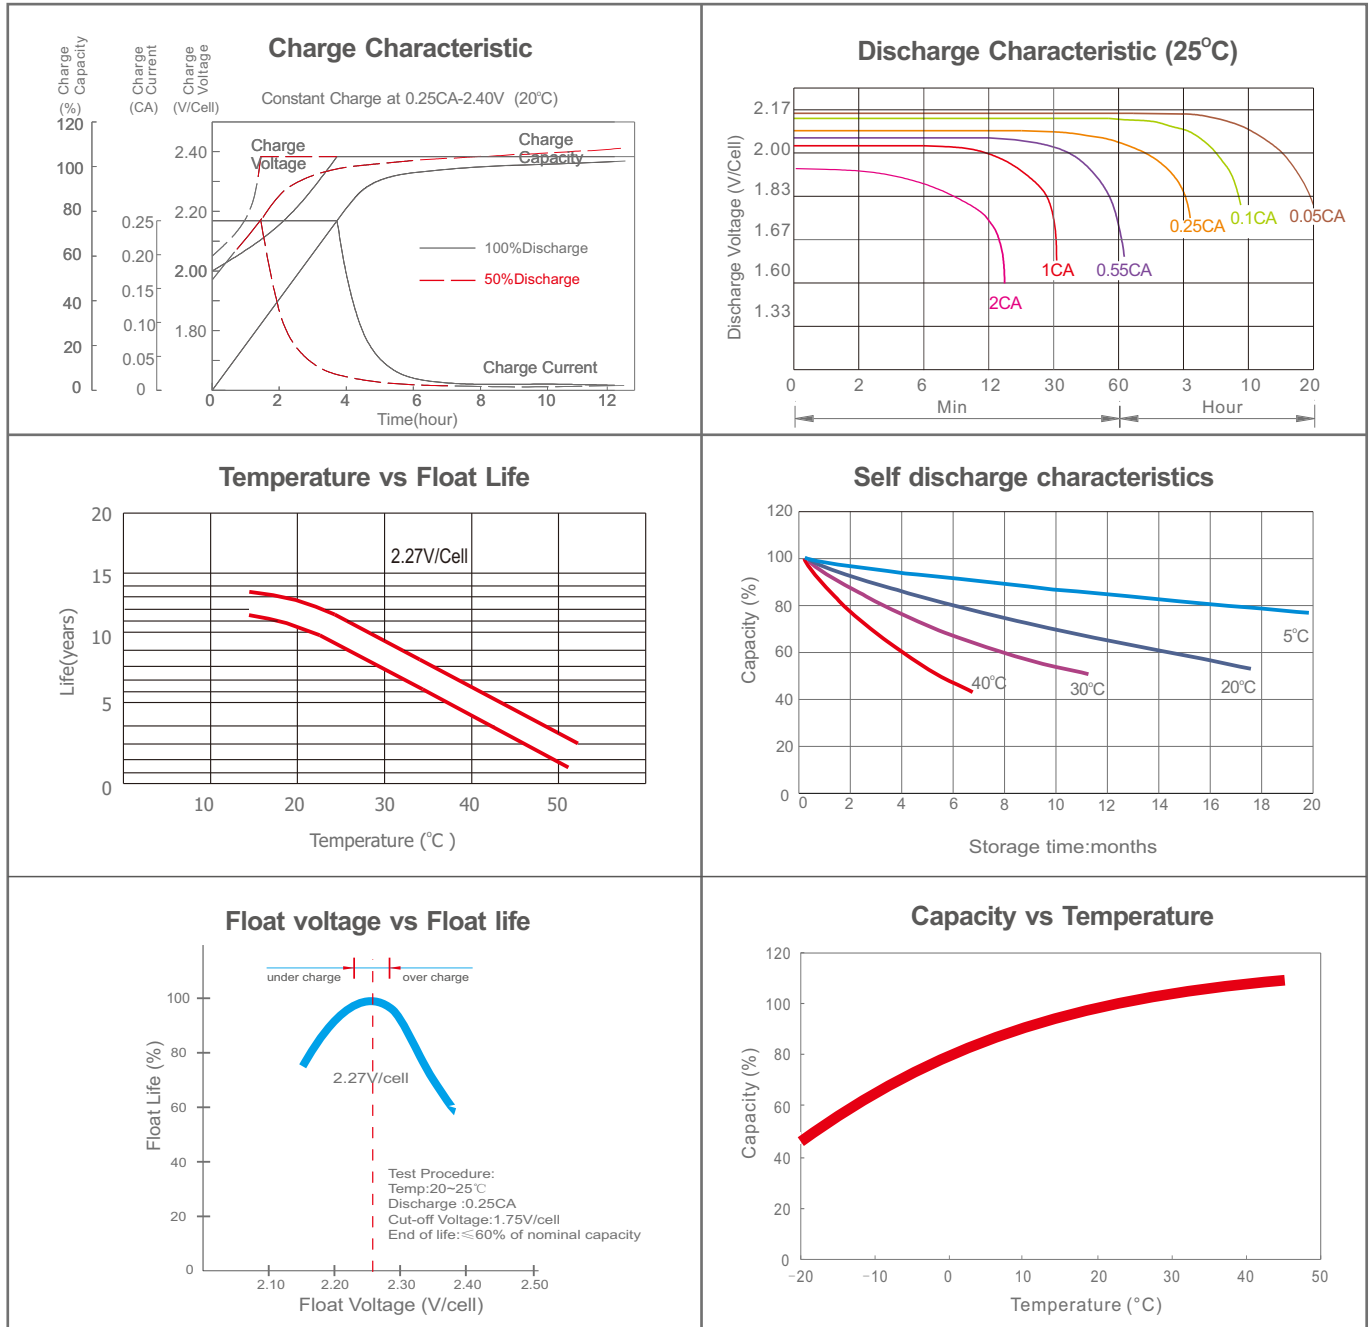 Charge Characteristic
Charge
Capacity
(%)
Charge
Current
(CA)
Charge
Voltage
(V/Cell)
Constant Charge at 0.25CA-2.40V (20°C)
120
100
80
60
40
20
0
0.25
0.20
0.15
0.10
0.05
0
2.40
2.20
2.00
1.80
Charge
Voltage
Charge
Capacity
100%Discharge
50%Discharge
Charge Current
0 2 4 6 8 10 12
Time(hour)
Discharge Characteristic (25°C)
Discharge Voltage (V/Cell)
2.17
2.00
1.83
1.67
1.60
1.33
2CA
1CA
0.55CA
0.25CA
0.1CA
0.05CA
0 2 6 12 30 60 3 10 20
Min Hour
Temperature vs Float Life
Life(years)
20
15
10
5
0
2.27V/Cell
10 20 30 40 50
Temperature (°C )
Self discharge characteristics
Capacity (%)
120
100
80
60
40
20
0
5°C
20°C
30°C
40°C
0 2 4 6 8 10 12 14 16 18 20
Storage time:months
Float voltage vs Float life
under charge
over charge
Float Life (%)
100
80
60
40
20
0
2.27V/cell
Test Procedure:
Temp:20~25℃
Discharge :0.25CA
Cut-off Voltage:1.75V/cell
End of life:≤60% of nominal capacity
2.10 2.20 2.30 2.40 2.50
Float Voltage (V/cell)
Capacity vs Temperature
Capacity (%)
120
100
80
60
40
20
0
−20 −10 0 10 20 30 40 50
Temperature (°C)